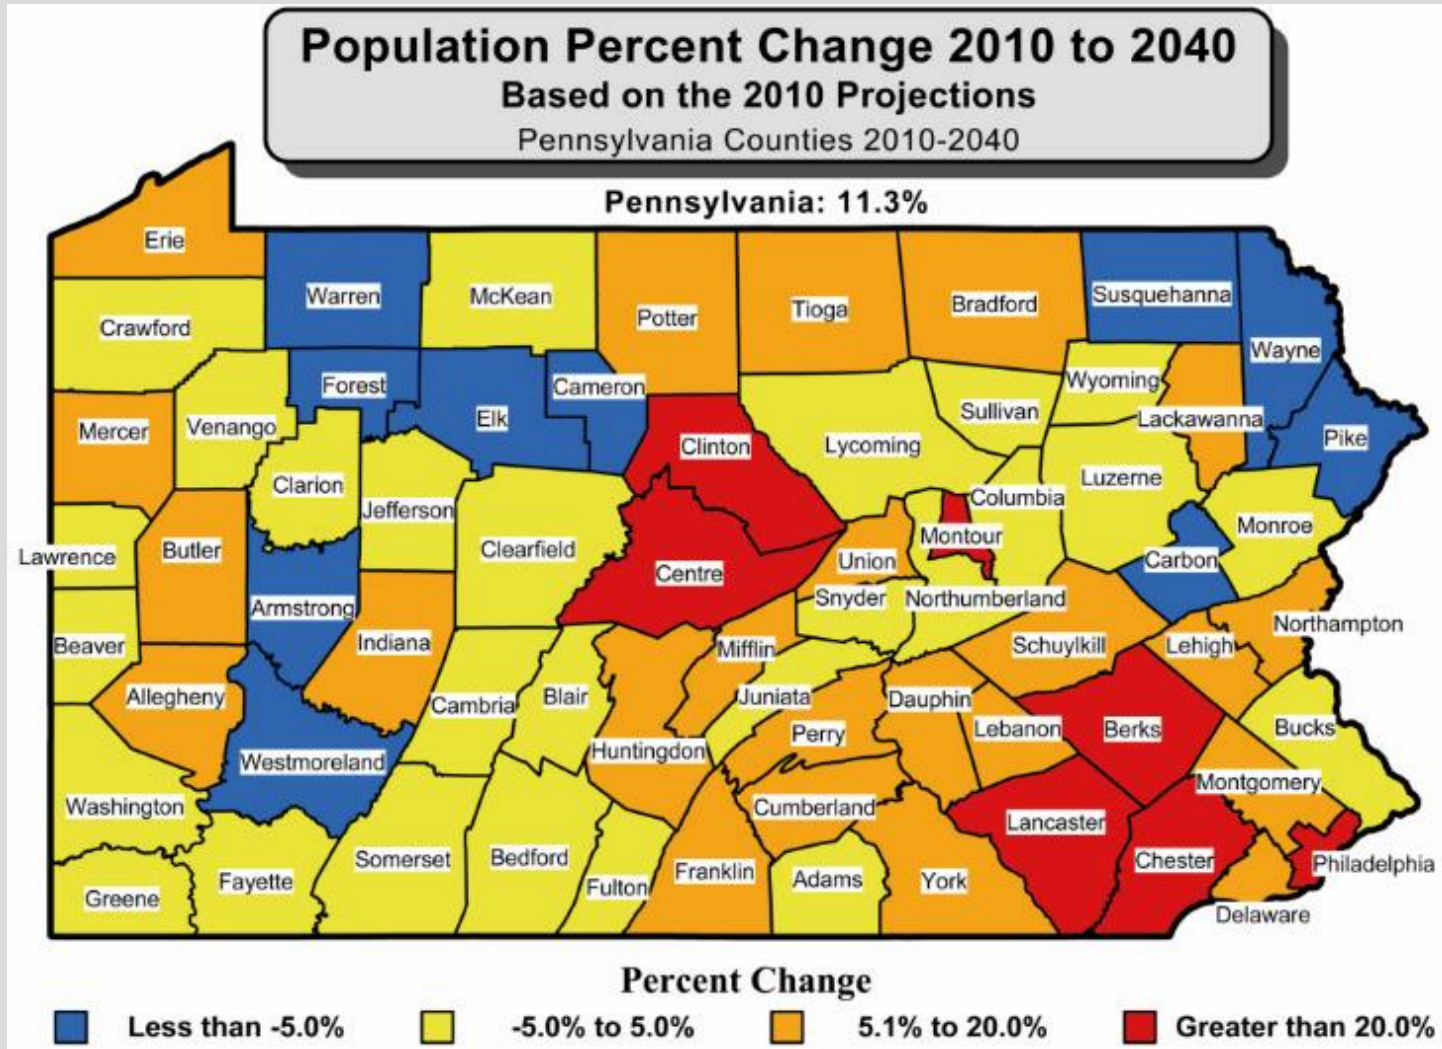 Population Percent Change 2010 to 2040
Based on the 2010 Projections
Pennsylvania Counties 2010-2040
Pennsylvania: 11.3%
Erie
Warren
McKean
Potter
Tioga
Bradford
Susquehanna
Wayne
Crawford
Forest
Elk
Cameron
Wyoming
Sullivan
Lackawanna
Pike
Mercer
Venango
Clinton
Lycoming
Clarion
Jefferson
Columbia
Luzerne
Monroe
Lawrence
Butler
Clearfield
Centre
Union
Montour
Carbon
Armstrong
Snyder
Northumberland
Northampton
Beaver
Indiana
Mifflin
Schuylkill
Lehigh
Allegheny
Cambria
Blair
Juniata
Dauphin
Lebanon
Berks
Bucks
Westmoreland
Huntingdon
Perry
Montgomery
Washington
Cumberland
Lancaster
Somerset
Bedford
Chester
Philadelphia
Greene
Fayette
Fulton
Franklin
Adams
York
Delaware
Percent Change
Less than -5.0%
-5.0% to 5.0%
5.1% to 20.0%
Greater than 20.0%